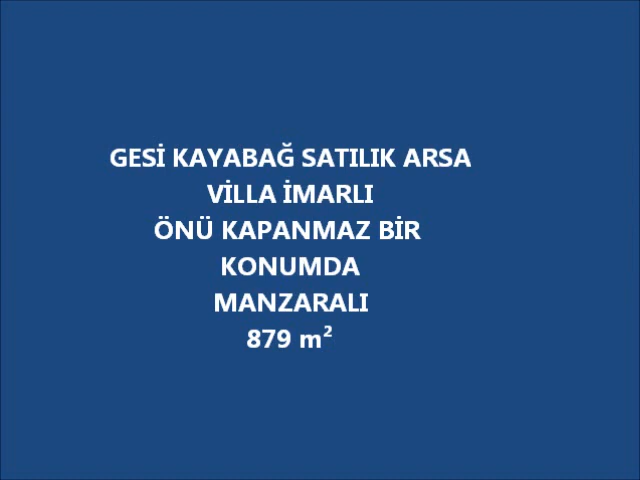 GESİ KAYABAĞ SATILIK ARSA
VİLLA İMARLI
ÖNÜ KAPANMAZ BİR
KONUMDA
MANZARALI
879 m²